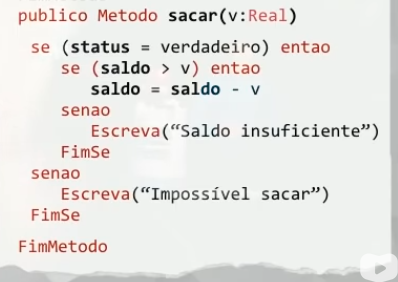 publico Metodo sacar(v:Real)
se (status = verdadeiro) entao
se (saldo > v) entao
saldo = saldo - v
senao
Escreva(“Saldo insuficiente”)
FimSe
senao
Escreva(“Impossível sacar”)
FimSe
FimMetodo